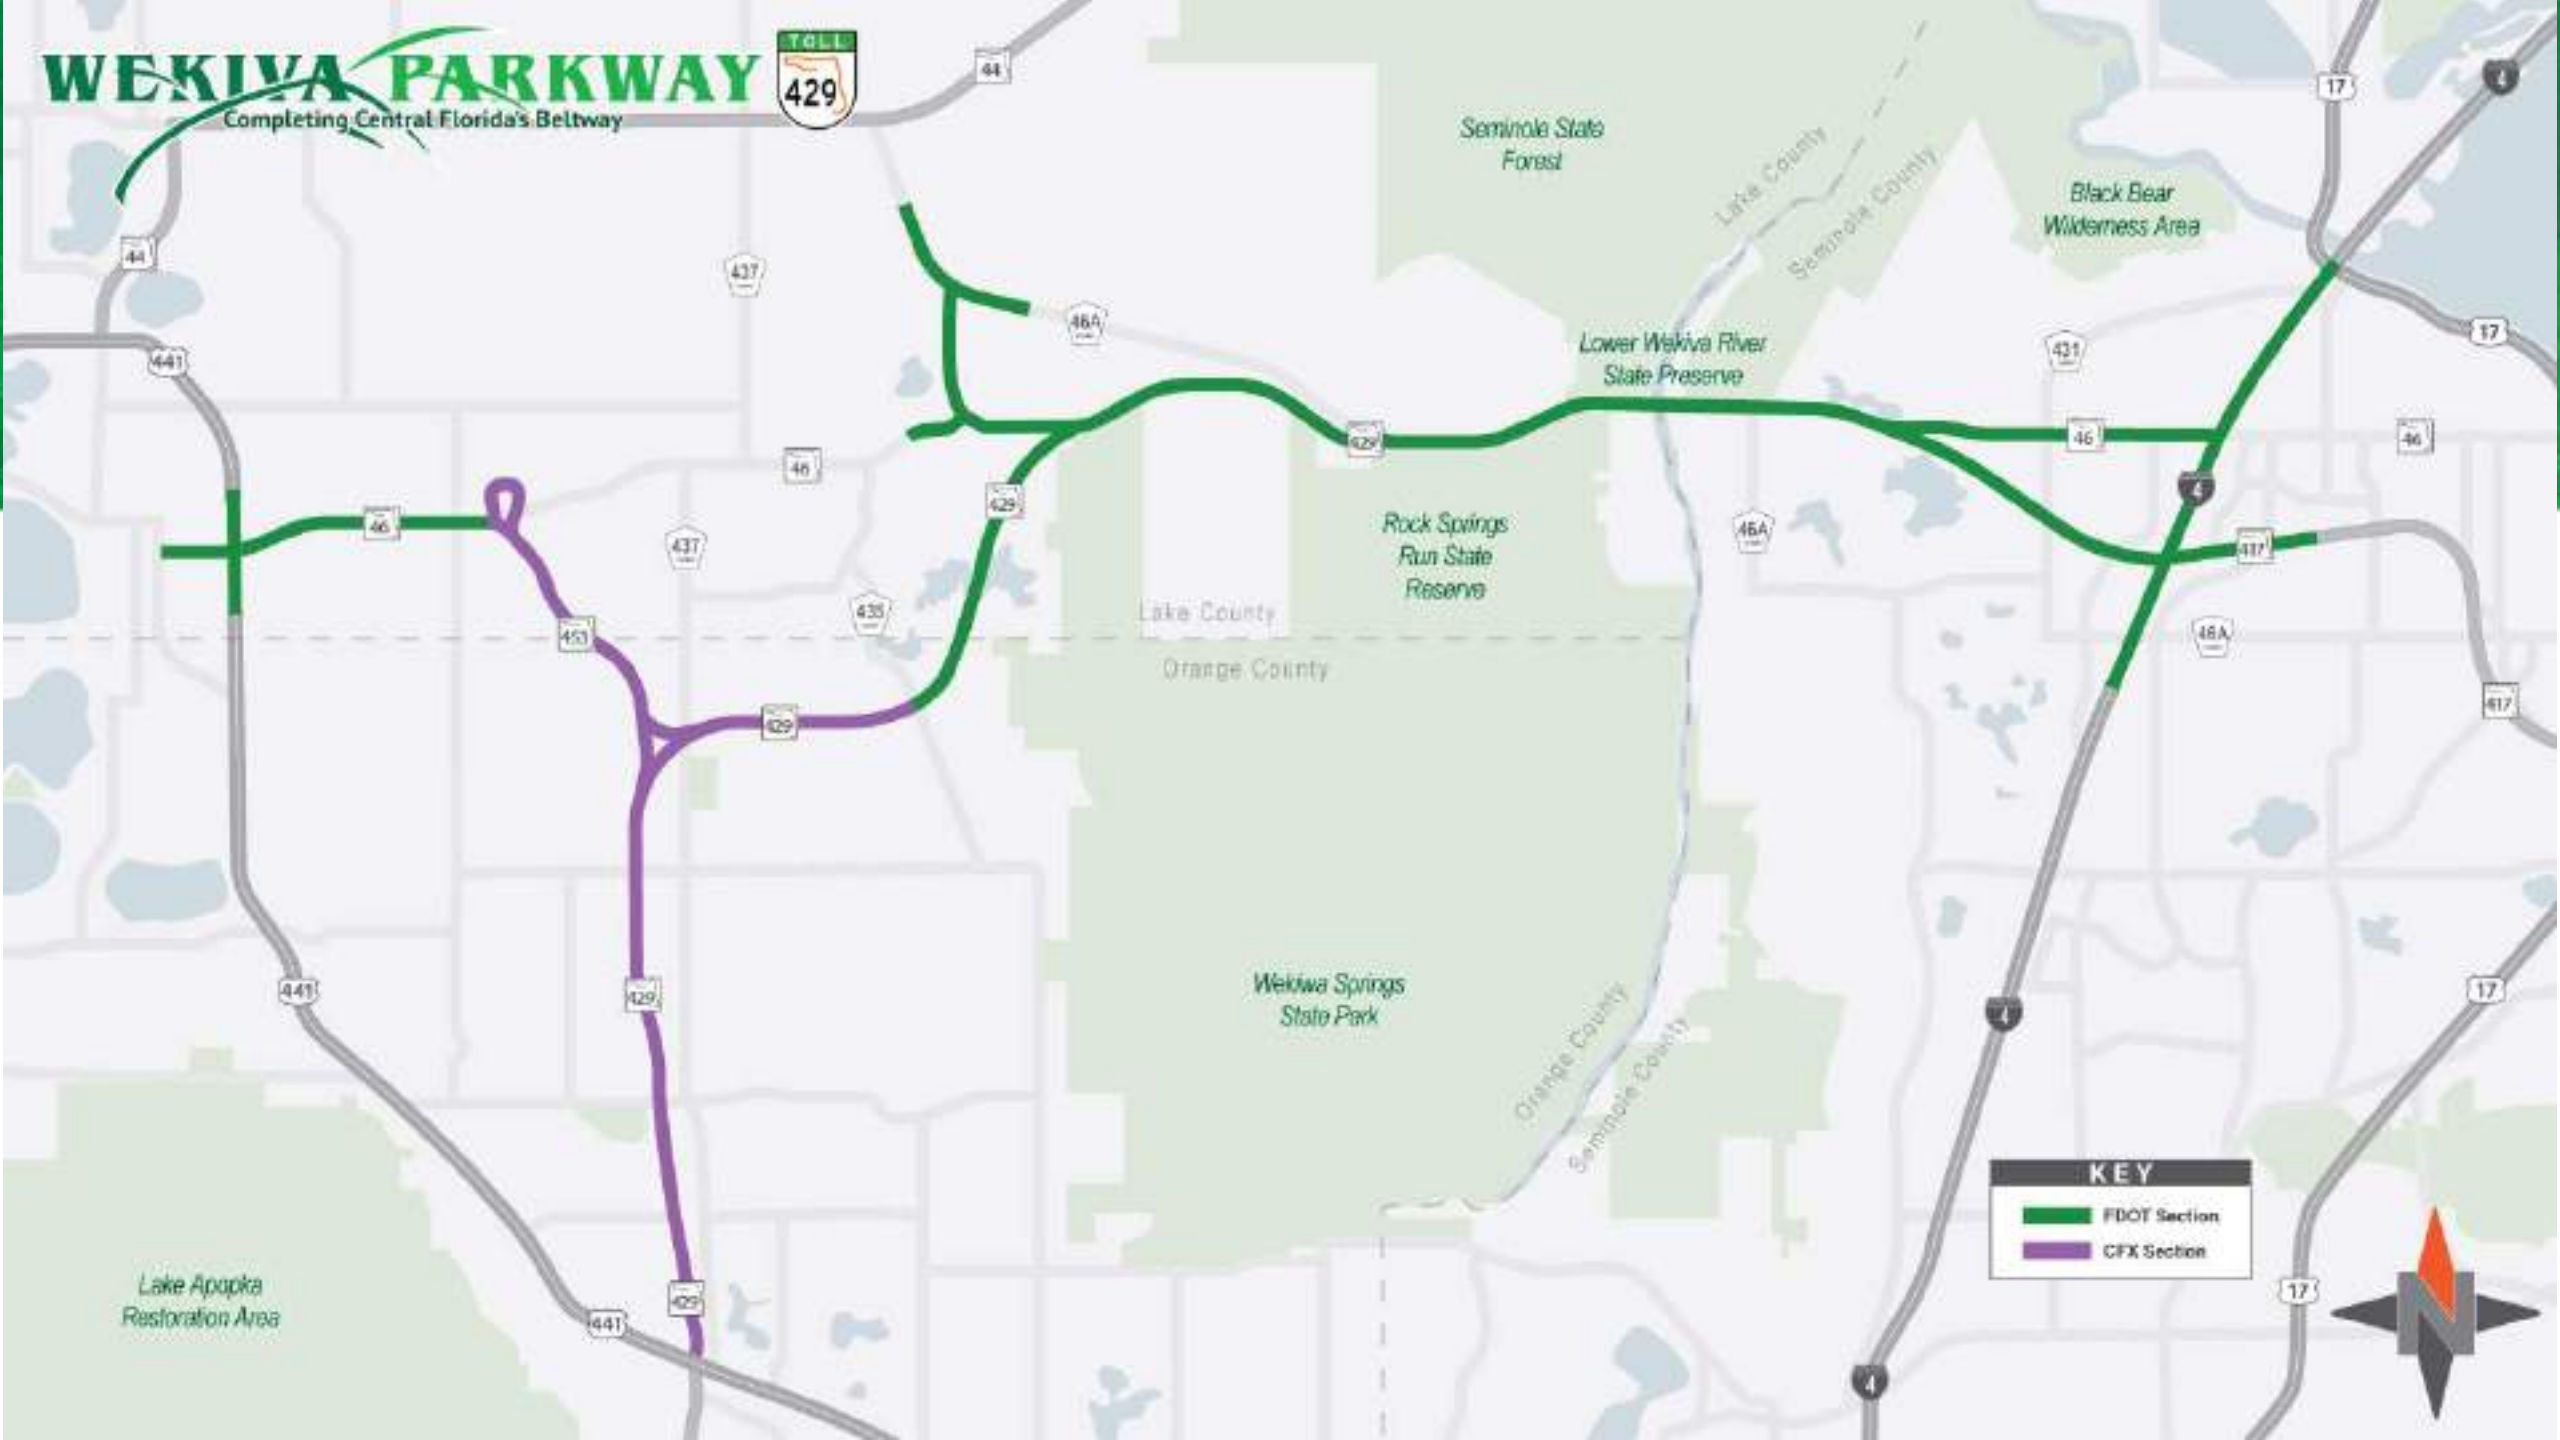 WEKIVA PARKWAY
Completing Central Florida's Beltway
TOLL
429
44
17
4
Seminole State
Forest
Lake County
Seminole County
Black Bear
Wilderness Area
44
437
46A
17
441
Lower Wekiva River
State Preserve
431
429
46
46
46
429
4
46
437
Rock Springs
Run State
Reserve
46A
417
435
453
Lake County
Orange County
46A
417
429
429
441
Wekiwa Springs
State Park
Orange County
Seminole County
4
17
KEY
FDOT Section
CFX Section
Lake Apopka
Restoration Area
429
441
17
4
N